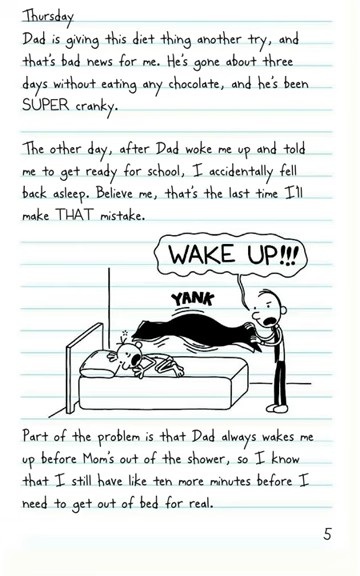 Thursday
Dad is giving this diet thing another try, and
that's bad news for me. He's gone about three
days without eating any chocolate, and he's been
SUPER cranky.
The other day, after Dad woke me up and told
me to get ready for school, I accidentally fell
back asleep. Believe me, that's the last time I'll
make THAT mistake.
WAKE UP!!!
YANK
Part of the problem is that Dad always wakes me
up before Mom's out of the shower, so I know
that I still have like ten more minutes before I
need to get out of bed for real.
5